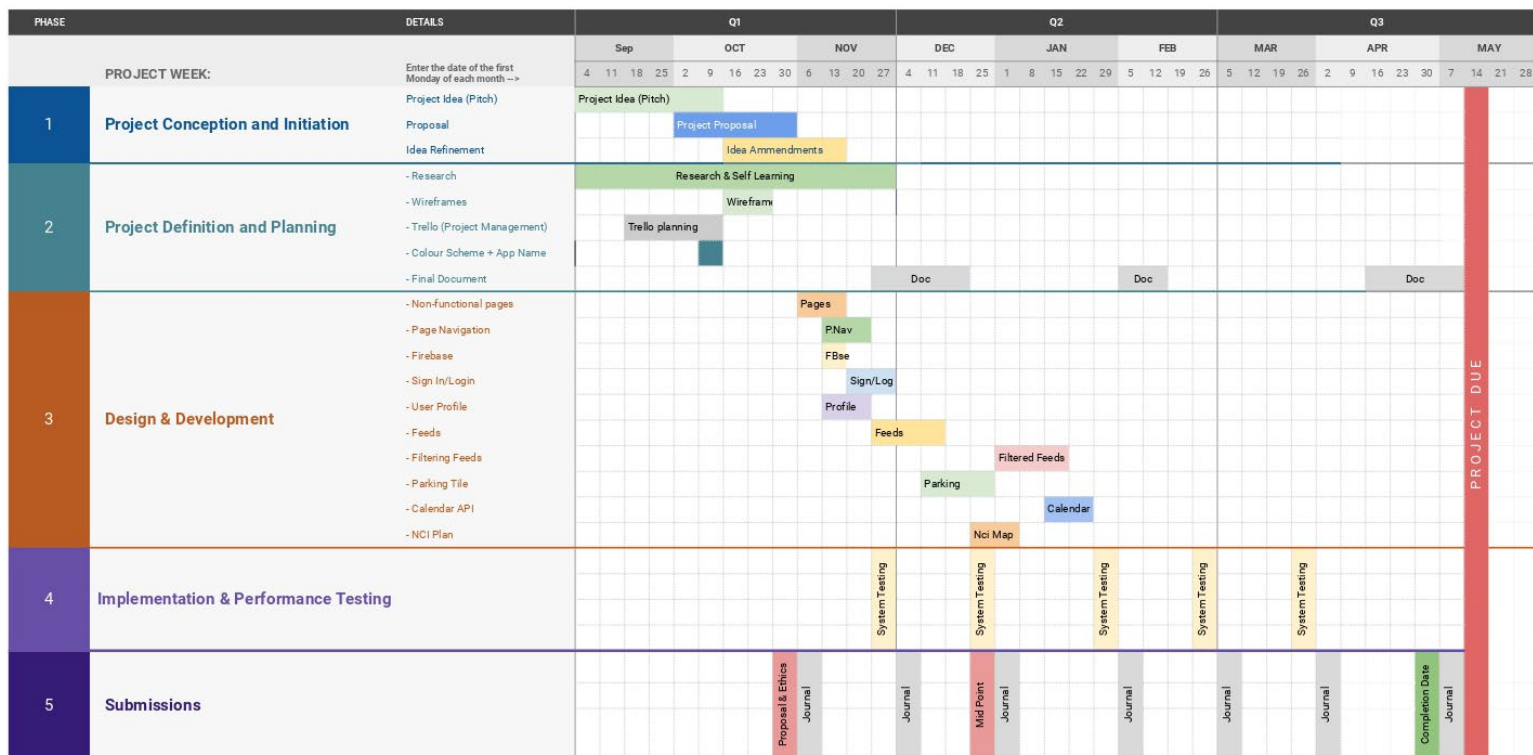 PHASE DETAILS Q1 Q2 Q3
Sep OCT NOV DEC JAN FEB MAR APR MAY
PROJECT WEEK:
Enter the date of the first
Monday of each month -->
4 11 18 25 2 9 16 23 30 6 13 20 27 4 11 18 25 1 8 15 22 29 5 12 19 26 5 12 19 26 2 9 16 23 30 7 14 21 28
1 Project Conception and Initiation
Project Idea (Pitch) Project Idea (Pitch)
Proposal Project Proposal
Idea Refinement Idea Ammendments
2 Project Definition and Planning
- Research Research & Self Learning
- Wireframes Wirefram
- Trello (Project Management) Trello planning
- Colour Scheme + App Name
- Final Document Doc Doc Doc
3 Design & Development
- Non-functional pages Pages
- Page Navigation P.Nav
- Firebase FBse
- Sign In/Login Sign/Log
- User Profile Profile
- Feeds Feeds
- Filtering Feeds Filtered Feeds
- Parking Tile Parking
- Calendar API Calendar
- NCI Plan Nci Map
PROJECT DUE
4 Implementation & Performance Testing
System Testing System Testing System Testing System Testing System Testing
5 Submissions
Proposal & Ethics Journal Journal Mid Point Journal Journal Journal Journal Completion Date Journal